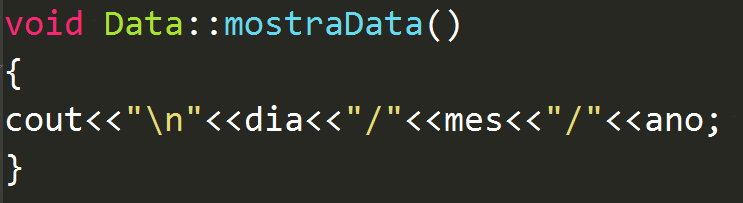 void Data::mostraData()
{
cout<<"\n"<<dia<<"/"<<mes<<"/"<<ano;
}